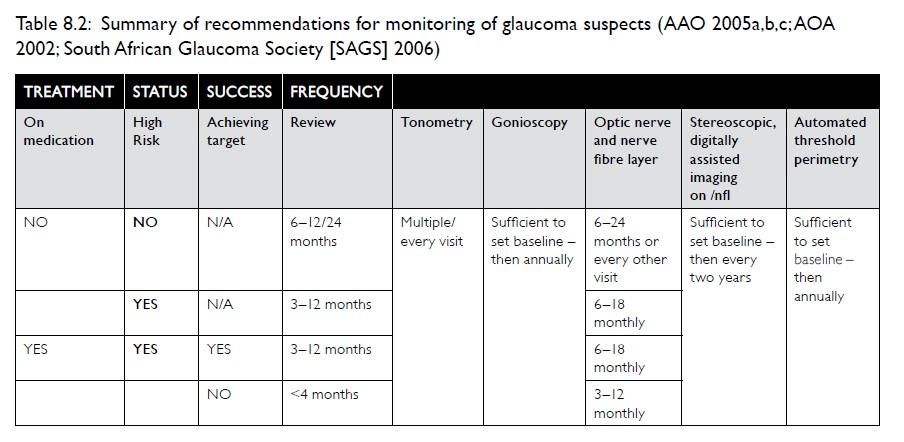 Table 8.2: Summary of recommendations for monitoring of glaucoma suspects (AAO 2005a,b,c; AOA
2002; South African Glaucoma Society [SAGS] 2006)
TREATMENT STATUS SUCCESS FREQUENCY
On medication High Risk Achieving target Review Tonometry Gonioscopy Optic nerve and nerve fibre layer Stereoscopic, digitally assisted imaging on /nfl Automated threshold perimetry
NO NO N/A 6–12/24 months Multiple/ every visit Sufficient to set baseline – then annually 6–24 months or every other visit Sufficient to set baseline – then every two years Sufficient to set baseline – then annually
YES N/A 3–12 months 6–18 monthly
YES YES YES 3–12 months 6–18 monthly
NO <4 months 3–12 monthly